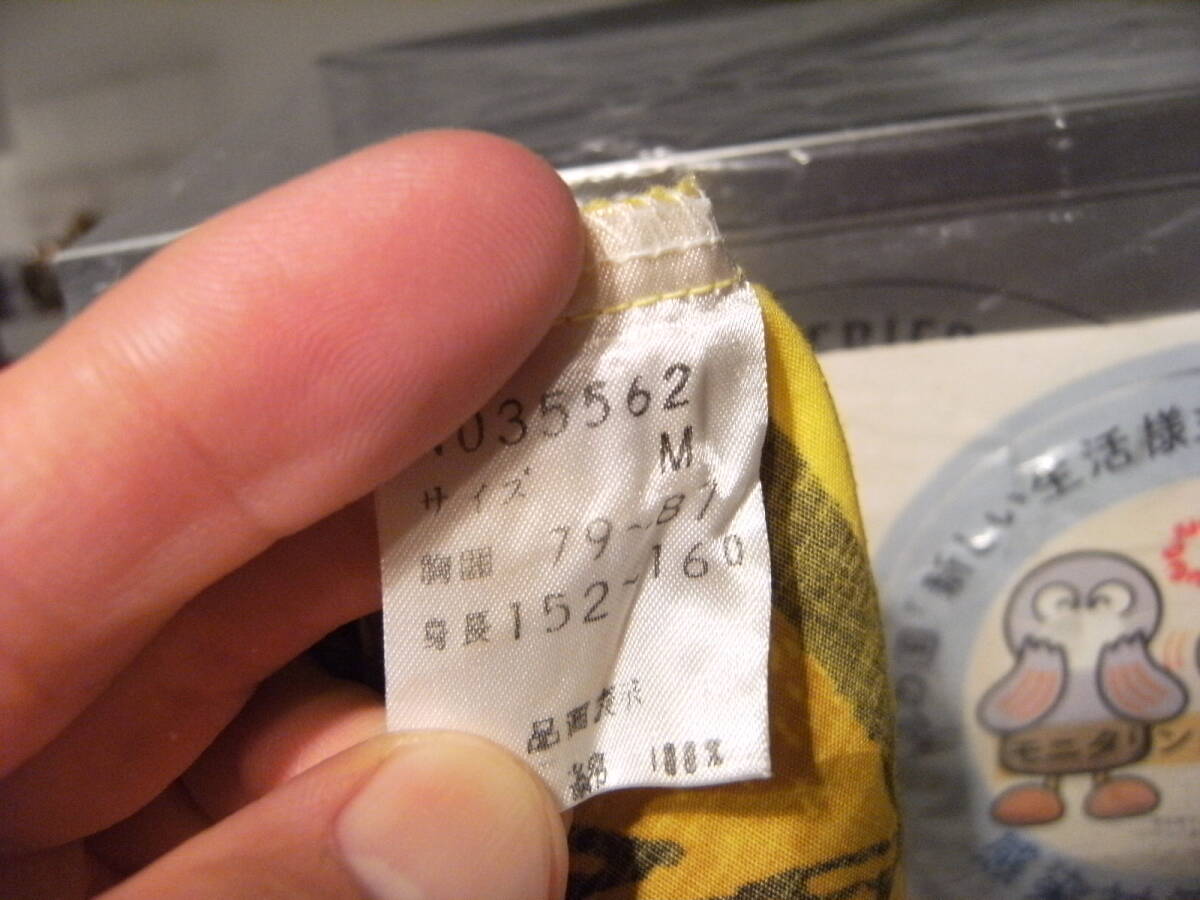 035562
サイズ M
胸囲 79~87
身長 152~160
品質表示
綿 100%
ERIES
新しい生活様
モニタリン